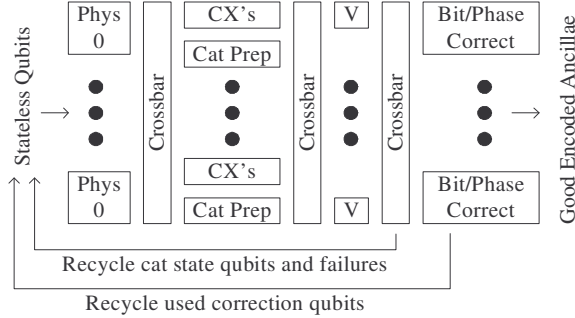 Stateless Qubits
Phys
0
Phys
0
Crossbar
CX's
Cat Prep
CX's
Cat Prep
Crossbar
V
V
Crossbar
Bit/Phase
Correct
Bit/Phase
Correct
Good Encoded Ancillae
Recycle cat state qubits and failures
Recycle used correction qubits